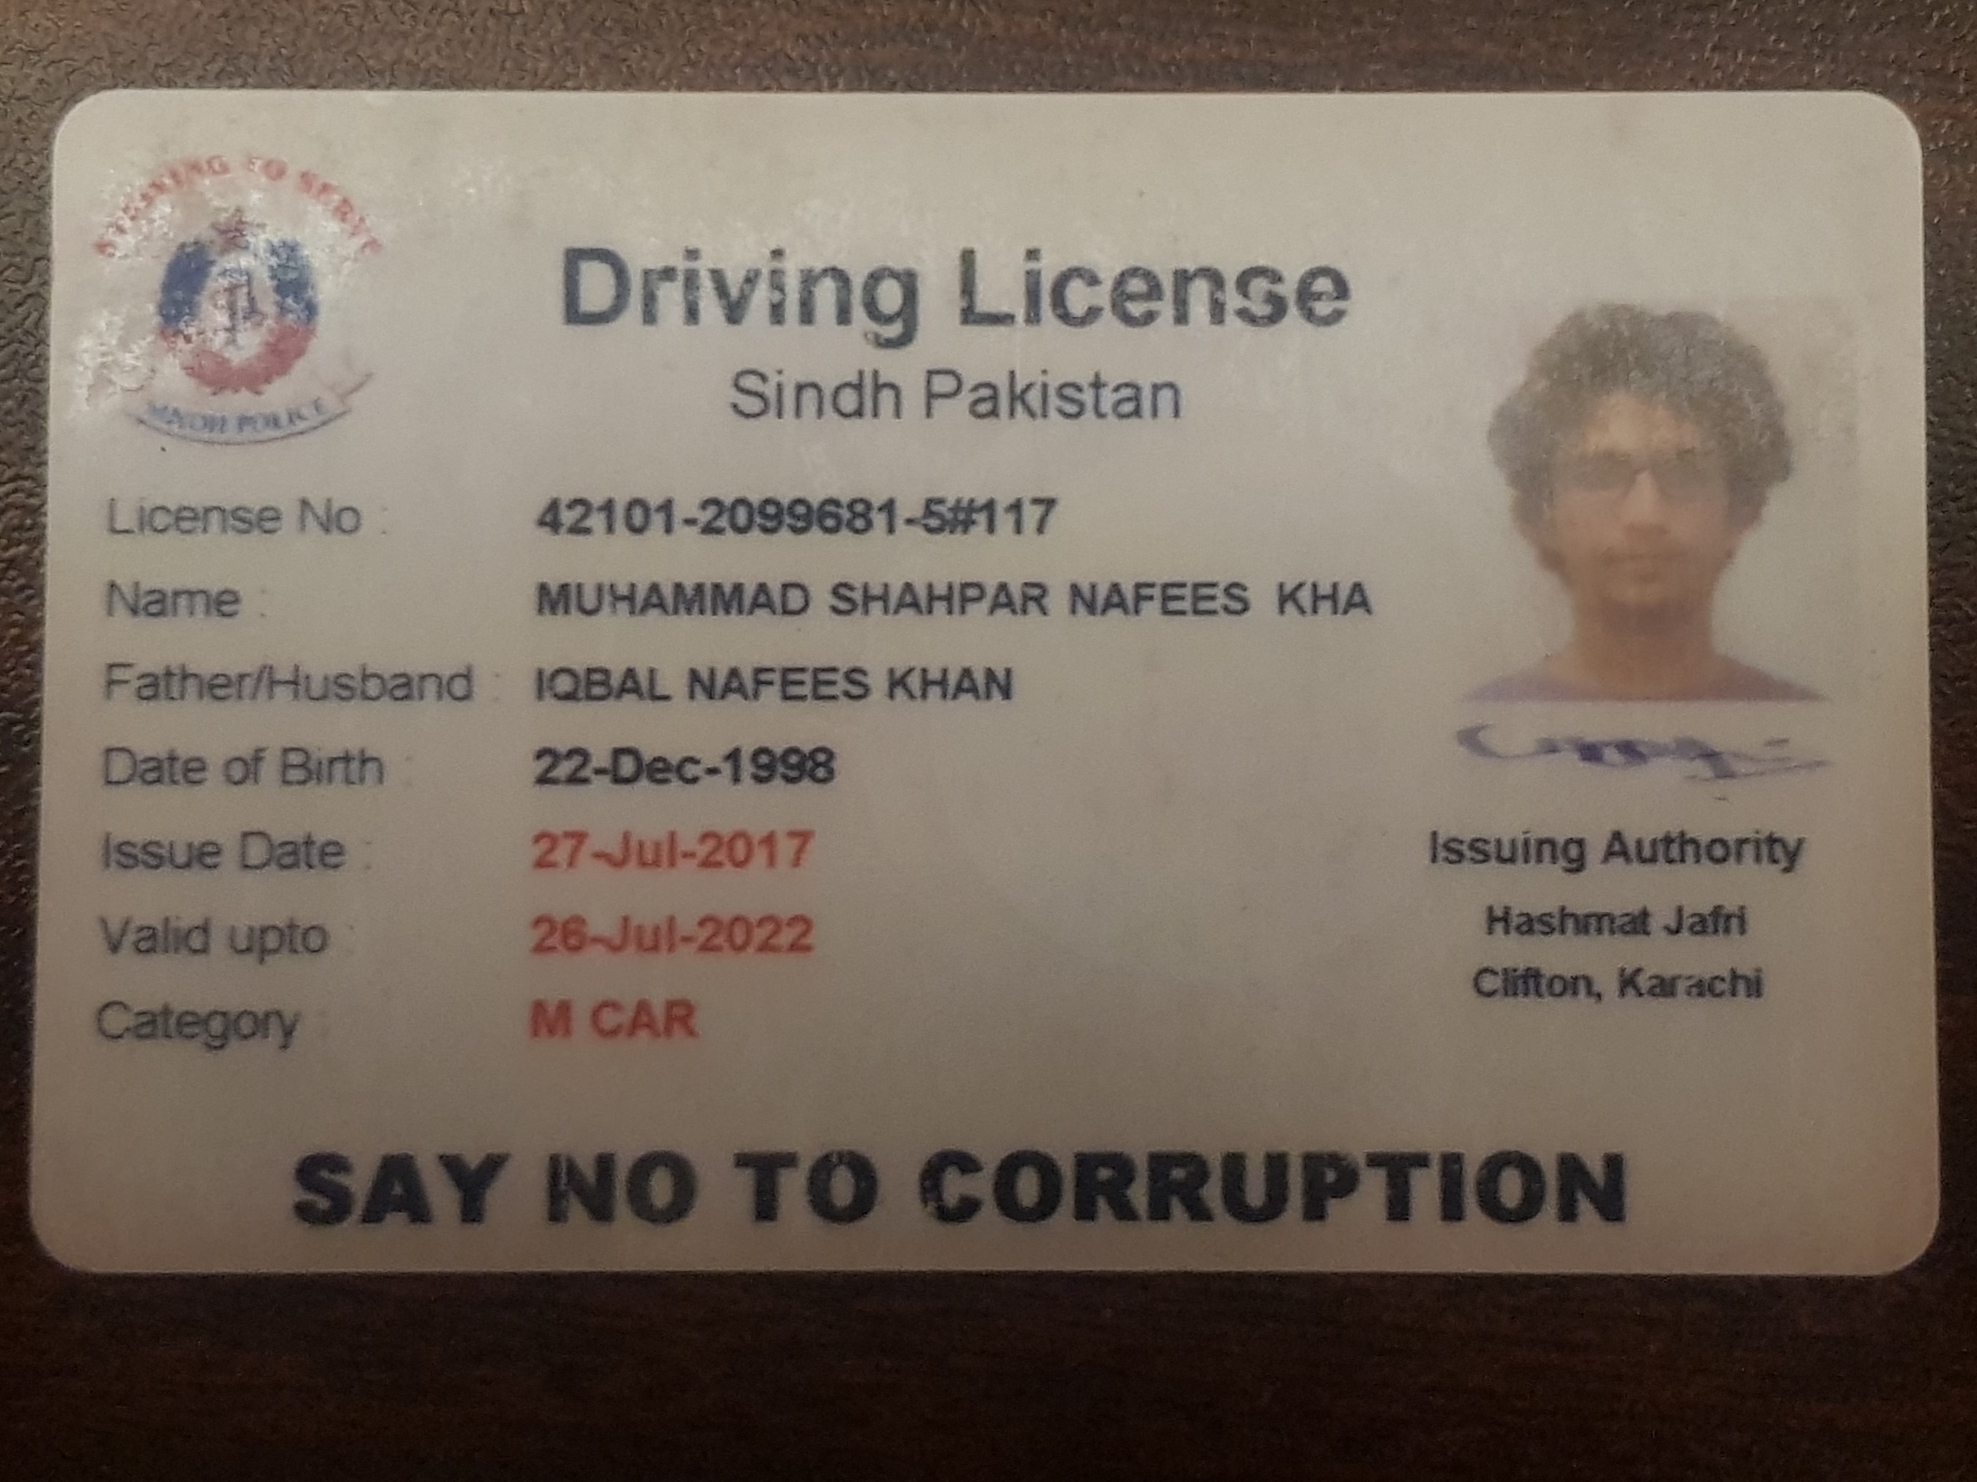 STRIVING TO SERVE
SINDH POLICE
Driving License
Sindh Pakistan
License No : 42101-2099681-5#117
Name : MUHAMMAD SHAHPAR NAFEES KHA
Father/Husband : IQBAL NAFEES KHAN
Date of Birth : 22-Dec-1998
Issue Date : 27-Jul-2017
Valid upto : 26-Jul-2022
Category : M CAR
Issuing Authority
Hashmat Jafri
Clifton, Karachi
SAY NO TO CORRUPTION